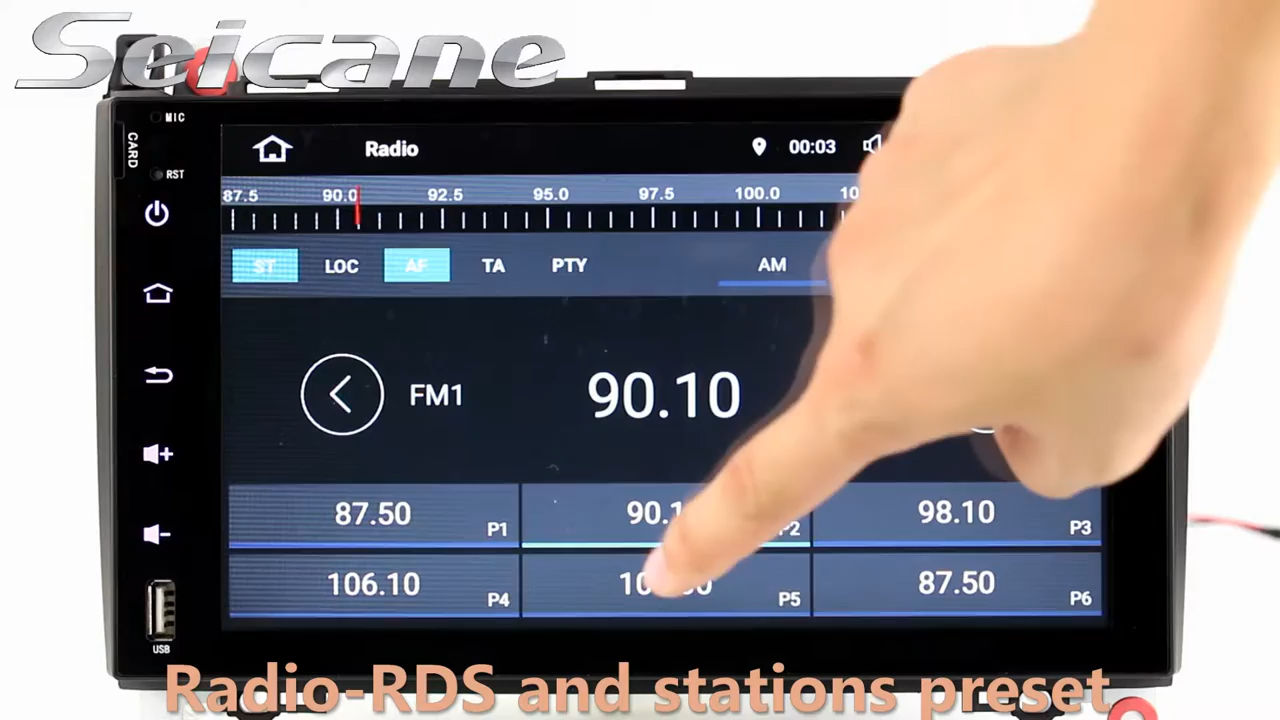 Seicane
MIC
CARD
RST
USB
Radio
00:03
87.5 90.0 92.5 95.0 97.5 100.0
ST LOC AF TA PTY AM
FM1
90.10
87.50 P1
P2
98.10 P3
106.10 P4
P5
87.50 P6
Radio-RDS and stations preset